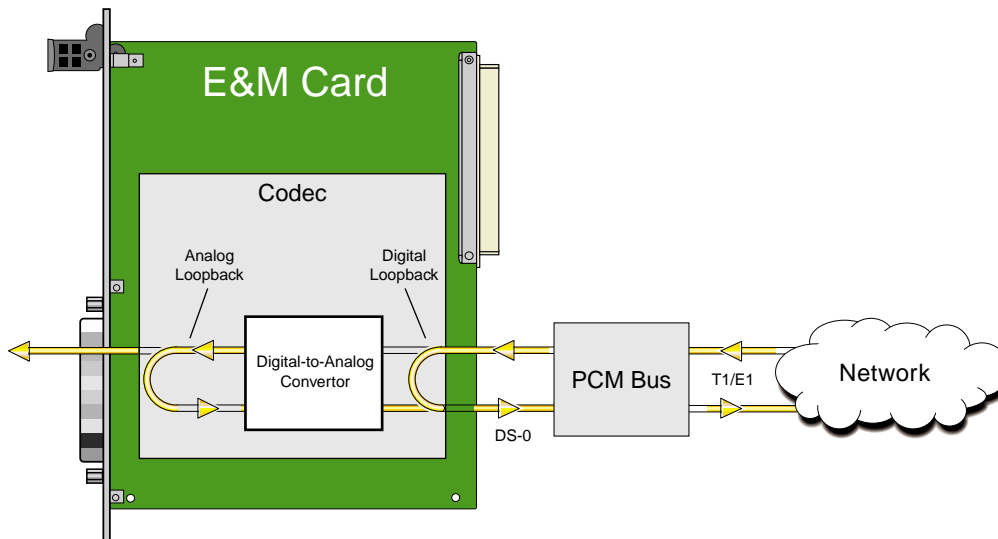 E&M Card
Codec
Analog
Loopback
Digital
Loopback
Digital-to-Analog
Convertor
PCM Bus
T1/E1
Network
DS-0